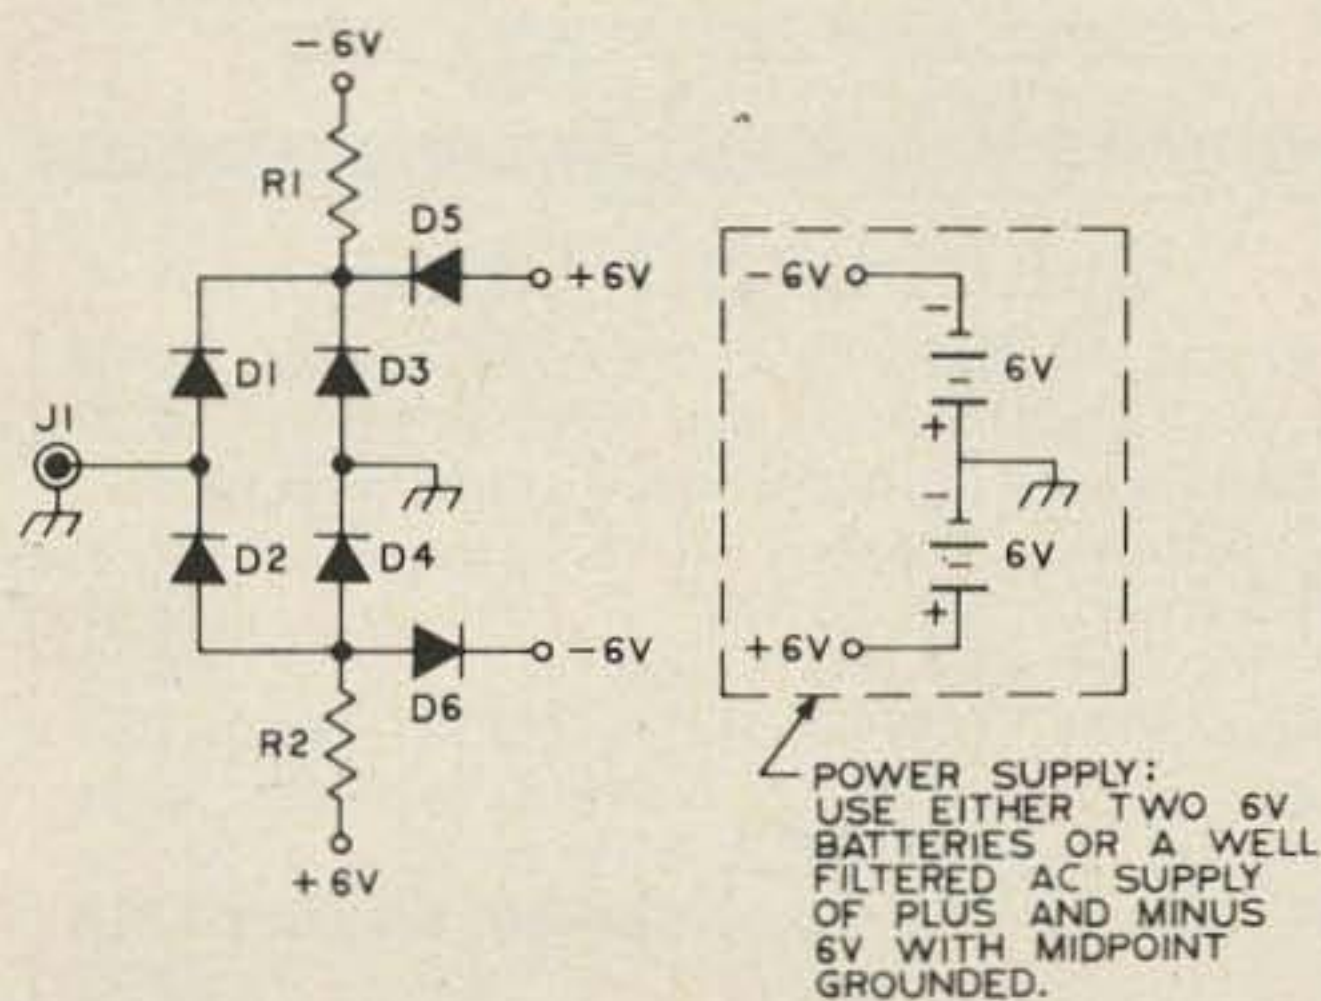 -6V
R1
D5
+6V
D1
D3
J1
D2
D4
-6V
D6
R2
+6V
-6V
-
6V
+
-
6V
+
+6V
POWER SUPPLY:
USE EITHER TWO 6V
BATTERIES OR A WELL
FILTERED AC SUPPLY
OF PLUS AND MINUS
6V WITH MIDPOINT
GROUNDED.